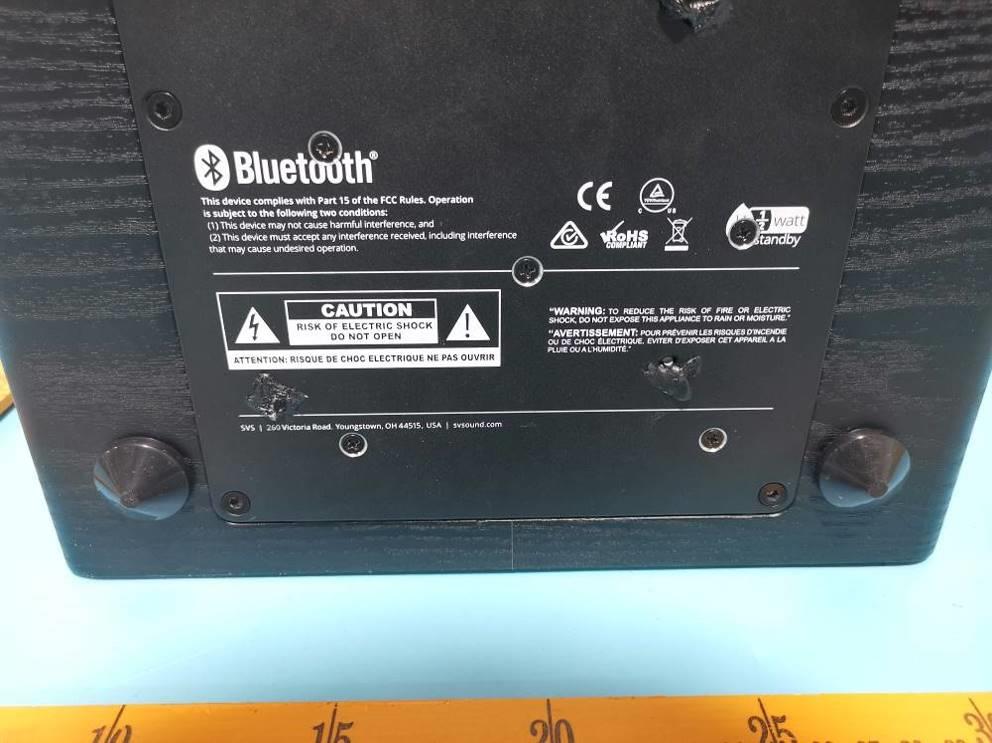 Bluetooth®
This device complies with Part 15 of the FCC Rules. Operation
is subject to the following two conditions:
(1) This device may not cause harmful interference, and
(2) This device must accept any interference received, including interference
that may cause undesired operation.
CE
C US
RoHS
COMPLIANT
1/2 watt
standby
CAUTION
RISK OF ELECTRIC SHOCK
DO NOT OPEN
ATTENTION: RISQUE DE CHOC ELECTRIQUE NE PAS OUVRIR
"WARNING: TO REDUCE THE RISK OF FIRE OR ELECTRIC
SHOCK, DO NOT EXPOSE THIS APPLIANCE TO RAIN OR MOISTURE."
"AVERTISSEMENT: POUR PRÉVENIR LES RISQUES D'INCENDIE
OU DE CHOC ÉLECTRIQUE, EVITER D'EXPOSER CET APPAREIL A LA
PLUIE OU A L'HUMIDITÉ."
SVS | 260 Victoria Road. Youngstown, OH 44515, USA | svsound.com
10 15 20 25 30